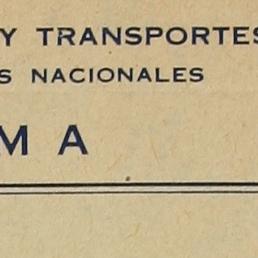 Y TRANSPORTES
S NACIONALES
M A